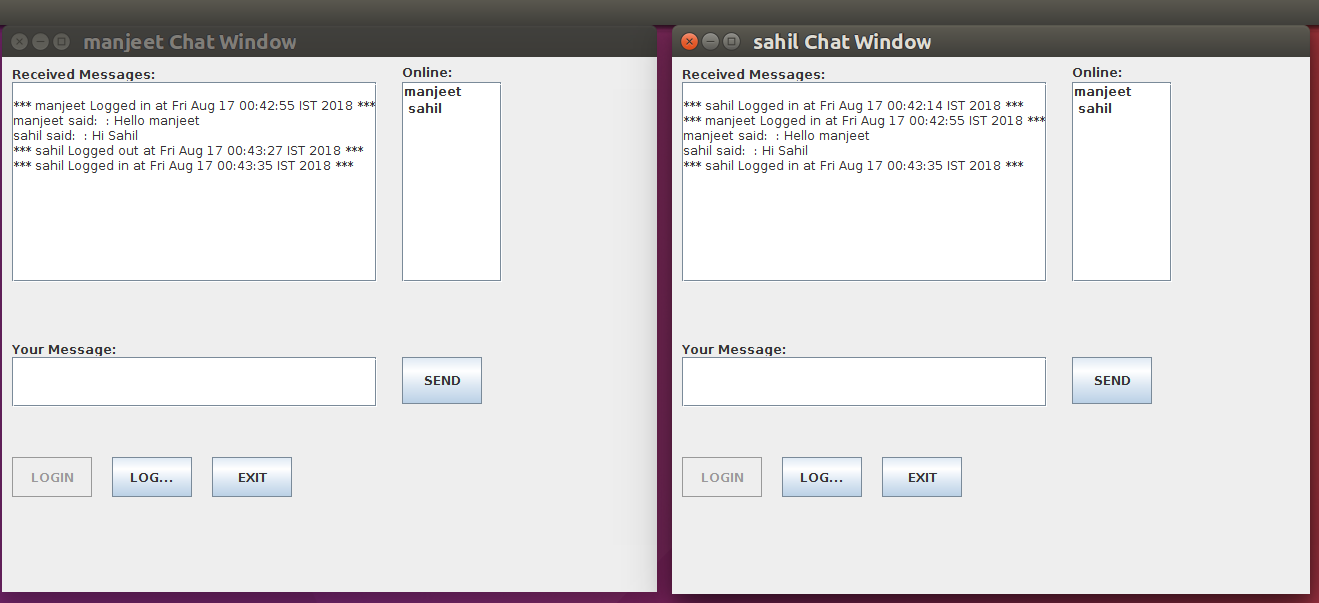 manjeet Chat Window
Received Messages:
Online:
*** manjeet Logged in at Fri Aug 17 00:42:55 IST 2018 ***
manjeet said:  : Hello manjeet
sahil said:  : Hi Sahil
*** sahil Logged out at Fri Aug 17 00:43:27 IST 2018 ***
*** sahil Logged in at Fri Aug 17 00:43:35 IST 2018 ***
manjeet
sahil
Your Message:
SEND
LOGIN
LOG...
EXIT
sahil Chat Window
Received Messages:
Online:
*** sahil Logged in at Fri Aug 17 00:42:14 IST 2018 ***
*** manjeet Logged in at Fri Aug 17 00:42:55 IST 2018 ***
manjeet said:  : Hello manjeet
sahil said:  : Hi Sahil
*** sahil Logged in at Fri Aug 17 00:43:35 IST 2018 ***
manjeet
sahil
Your Message:
SEND
LOGIN
LOG...
EXIT